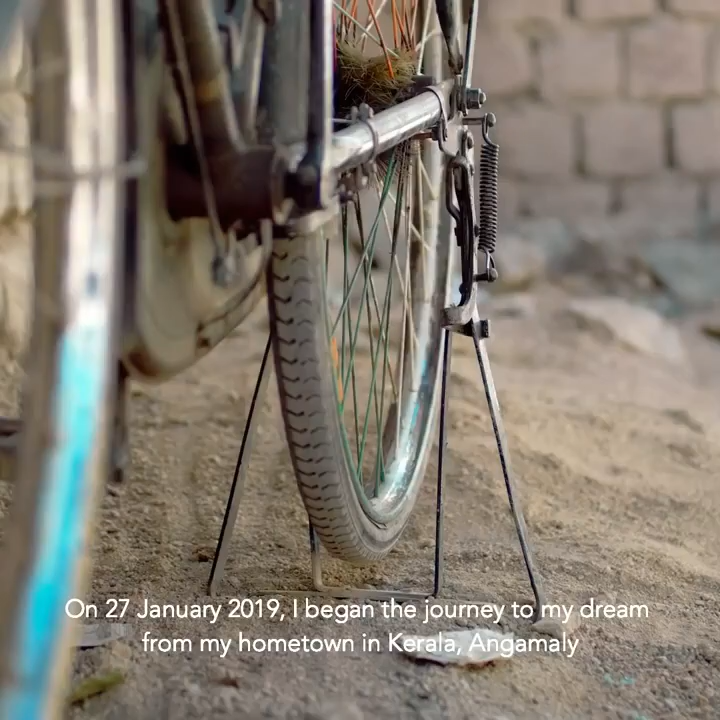 On 27 January 2019, I began the journey to my dream
from my hometown in Kerala, Angamaly